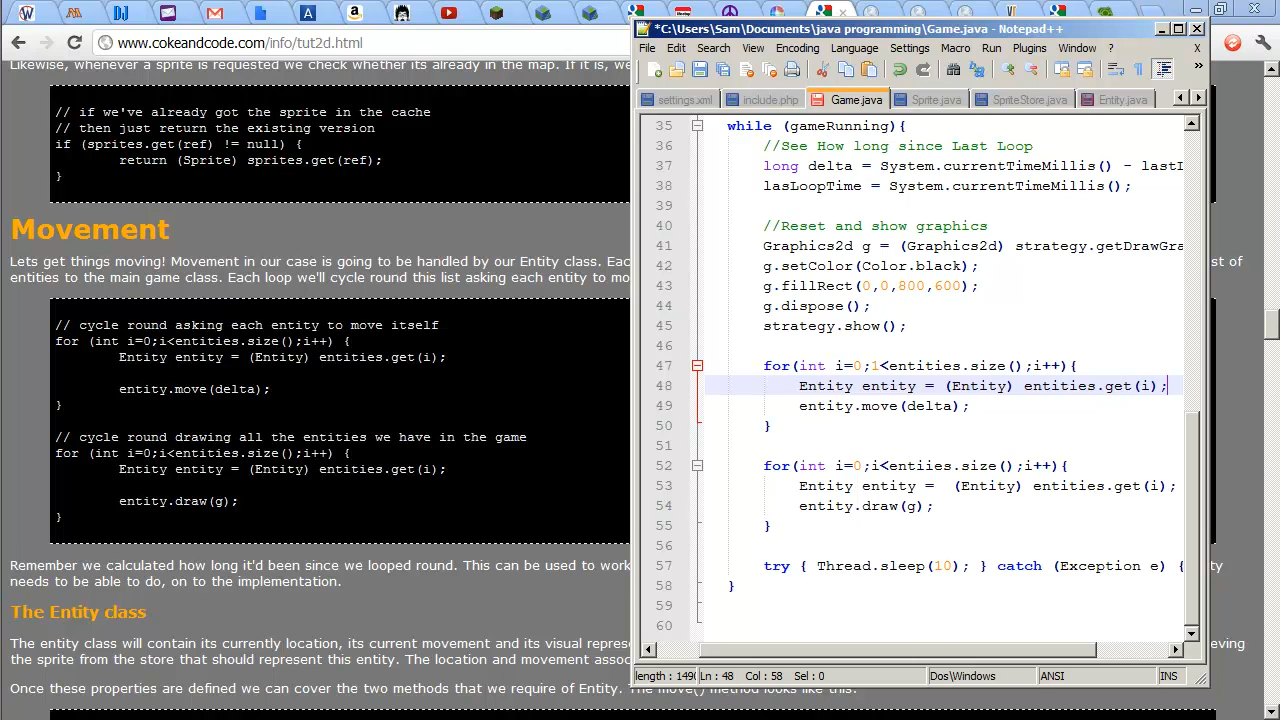 *C:\Users\Sam\Documents\java programming\Game.java - Notepad++
www.cokeandcode.com/info/tut2d.html
File Edit Search View Encoding Language Settings Macro Run Plugins Window ? X
settings.xml include.php Game.java Sprite.java SpriteStore.java Entity.java
Likewise, whenever a sprite is requested we check whether its already in the map. If it is, we
// if we've already got the sprite in the cache
// then just return the existing version
if (sprites.get(ref) != null) {
return (Sprite) sprites.get(ref);
}
Movement
Lets get things moving! Movement in our case is going to be handled by our Entity class. Eac
st of
entities to the main game class. Each loop we'll cycle round this list asking each entity to mo
// cycle round asking each entity to move itself
for (int i=0;i<entities.size();i++) {
Entity entity = (Entity) entities.get(i);
entity.move(delta);
}
// cycle round drawing all the entities we have in the game
for (int i=0;i<entities.size();i++) {
Entity entity = (Entity) entities.get(i);
entity.draw(g);
}
Remember we calculated how long it'd been since we looped round. This can be used to work
tity
needs to be able to do, on to the implementation.
The Entity class
The entity class will contain its currently location, its current movement and its visual repres
eving
the sprite from the store that should represent this entity. The location and movement assoc
Once these properties are defined we can cover the two methods that we require of Entity. The move() method looks like this:
35 while (gameRunning){
36 //See How long since Last Loop
37 long delta = System.currentTimeMillis() - lastL
38 lasLoopTime = System.currentTimeMillis();
39
40 //Reset and show graphics
41 Graphics2d g = (Graphics2d) strategy.getDrawGra
42 g.setColor(Color.black);
43 g.fillRect(0,0,800,600);
44 g.dispose();
45 strategy.show();
46
47 for(int i=0;1<entities.size();i++){
48 Entity entity = (Entity) entities.get(i);
49 entity.move(delta);
50 }
51
52 for(int i=0;i<entiies.size();i++){
53 Entity entity =  (Entity) entities.get(i);
54 entity.draw(g);
55 }
56
57 try { Thread.sleep(10); } catch (Exception e) {
58 }
59
60
length : 1490 Ln : 48 Col : 58 Sel : 0 Dos\Windows ANSI INS